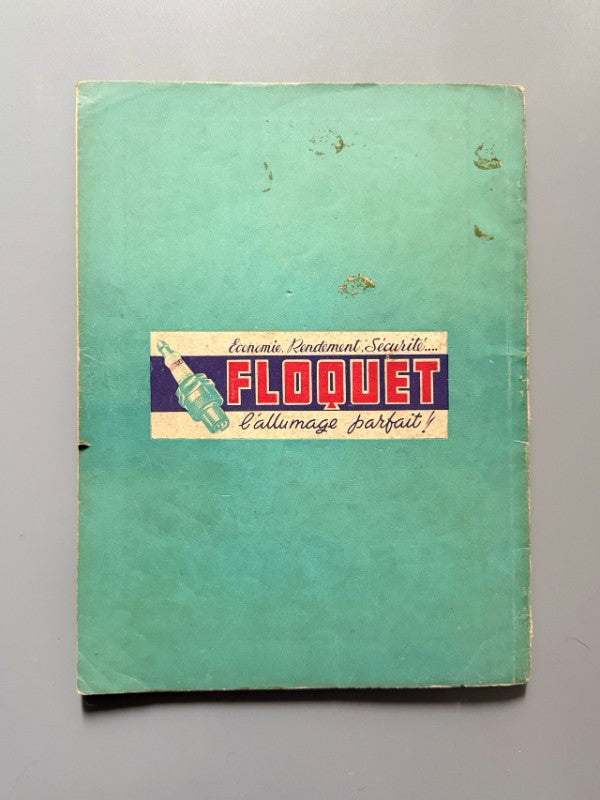 Economie, Rendement, Sécurité....
FLOQUET
l'allumage parfait!